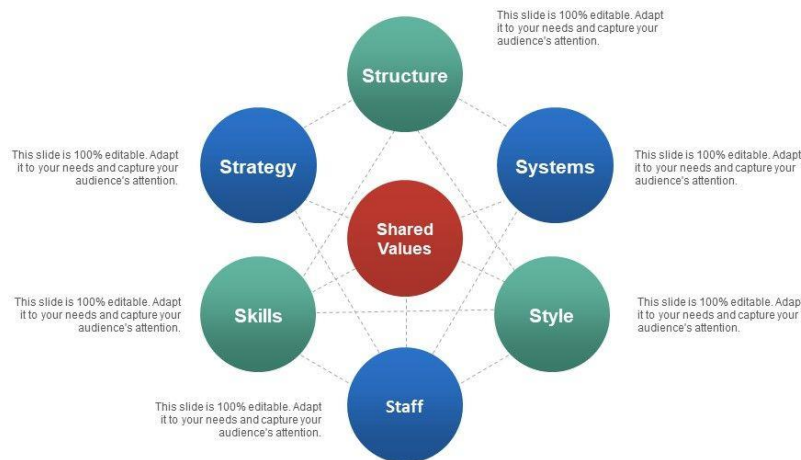 This slide is 100% editable. Adapt
it to your needs and capture your
audience's attention.
Structure
Strategy
Systems
This slide is 100% editable. Adapt
it to your needs and capture your
audience's attention.
This slide is 100% editable. Adapt
it to your needs and capture your
audience's attention.
Shared
Values
Skills
Style
This slide is 100% editable. Adapt
it to your needs and capture your
audience's attention.
This slide is 100% editable. Adapt
it to your needs and capture your
audience's attention.
Staff
This slide is 100% editable. Adapt
it to your needs and capture your
audience's attention.